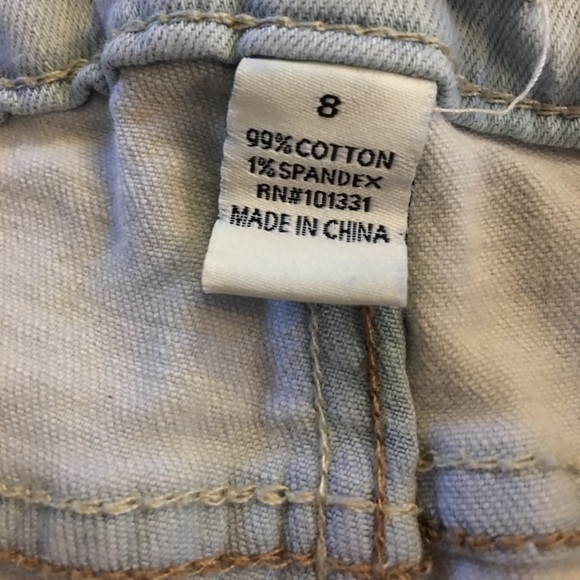 8
99% COTTON
1% SPANDEX
RN#101331
MADE IN CHINA